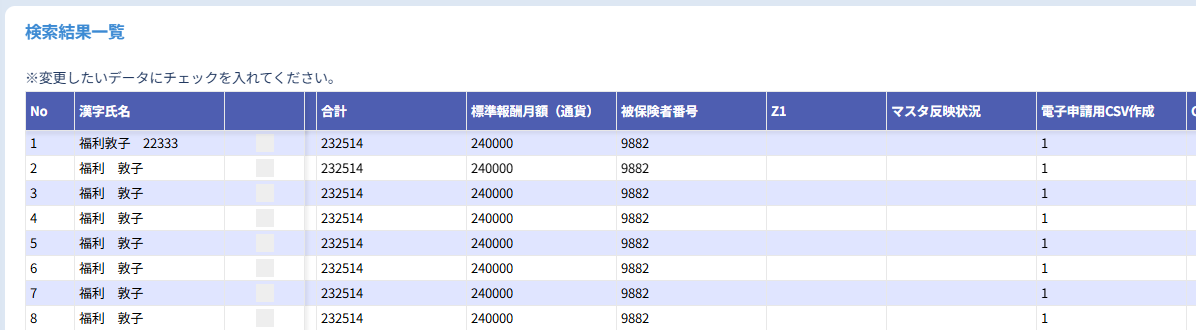 検索結果一覧
※変更したいデータにチェックを入れてください。
No 漢字氏名 合計 標準報酬月額（通貨） 被保険者番号 Z1 マスタ反映状況 電子申請用CSV作成
1 福利敦子　22333 232514 240000 9882 1
2 福利　敦子 232514 240000 9882 1
3 福利　敦子 232514 240000 9882 1
4 福利　敦子 232514 240000 9882 1
5 福利　敦子 232514 240000 9882 1
6 福利　敦子 232514 240000 9882 1
7 福利　敦子 232514 240000 9882 1
8 福利　敦子 232514 240000 9882 1